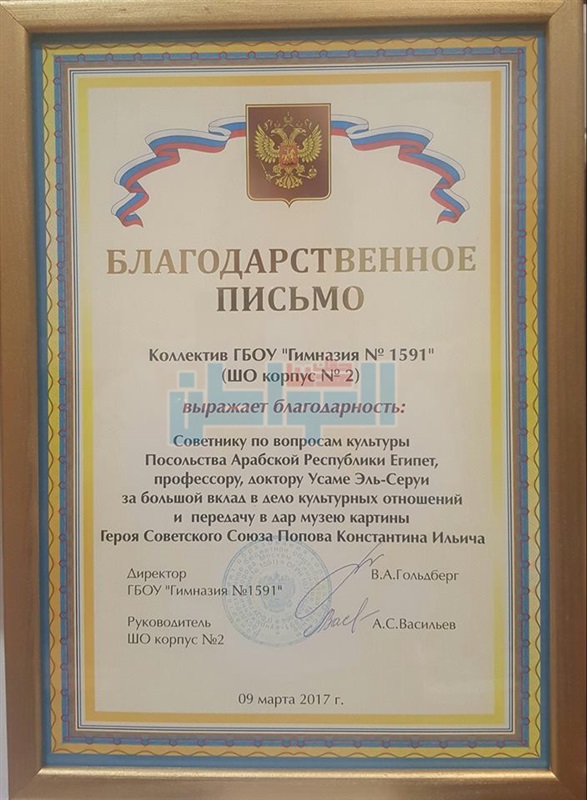 БЛАГОДАРСТВЕННОЕ
ПИСЬМО
Коллектив ГБОУ "Гимназия № 1591"
(ШО корпус № 2)
выражает благодарность:
Советнику по вопросам культуры
Посольства Арабской Республики Египет,
профессору, доктору Усаме Эль-Серуи
за большой вклад в дело культурных отношений
и передачу в дар музею картины
Героя Советского Союза Попова Константина Ильича
Директор В.А.Гольдберг
ГБОУ "Гимназия №1591"
Руководитель А.С.Васильев
ШО корпус №2
09 марта 2017 г.